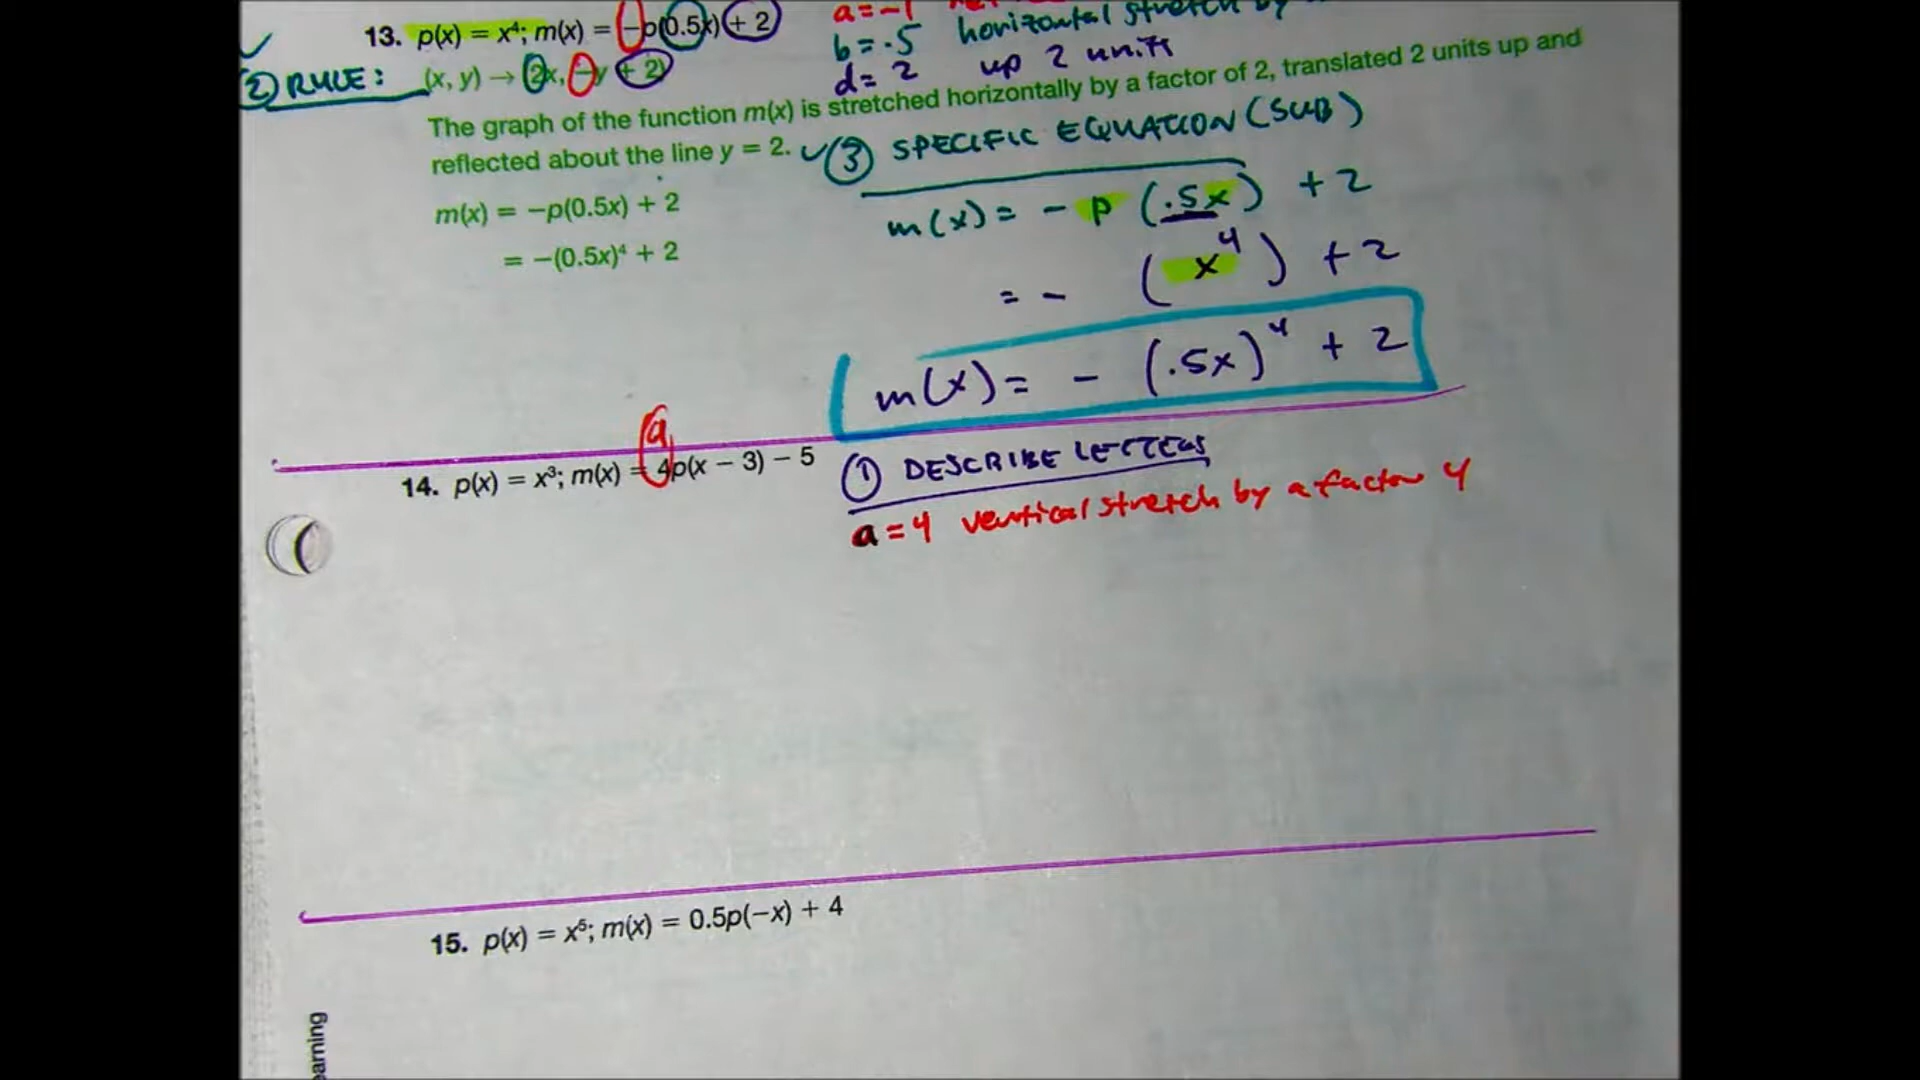 13. p(x) = x⁴; m(x) = -p(0.5x) + 2
a = -1
b = .5 horizontal stretch by
d = 2 up 2 units
② RULE: (x, y) → (2x, -y + 2)
The graph of the function m(x) is stretched horizontally by a factor of 2, translated 2 units up and
reflected about the line y = 2.
③ SPECIFIC EQUATION (SUB)
m(x) = -p(0.5x) + 2
= -(0.5x)⁴ + 2
m(x) = - p (.5x) + 2
= - (x⁴) + 2
m(x) = - (.5x)⁴ + 2
a
14. p(x) = x³; m(x) = 4p(x - 3) - 5
① DESCRIBE LETTERS
a = 4 vertical stretch by a factor 4
15. p(x) = x⁵; m(x) = 0.5p(-x) + 4
earning